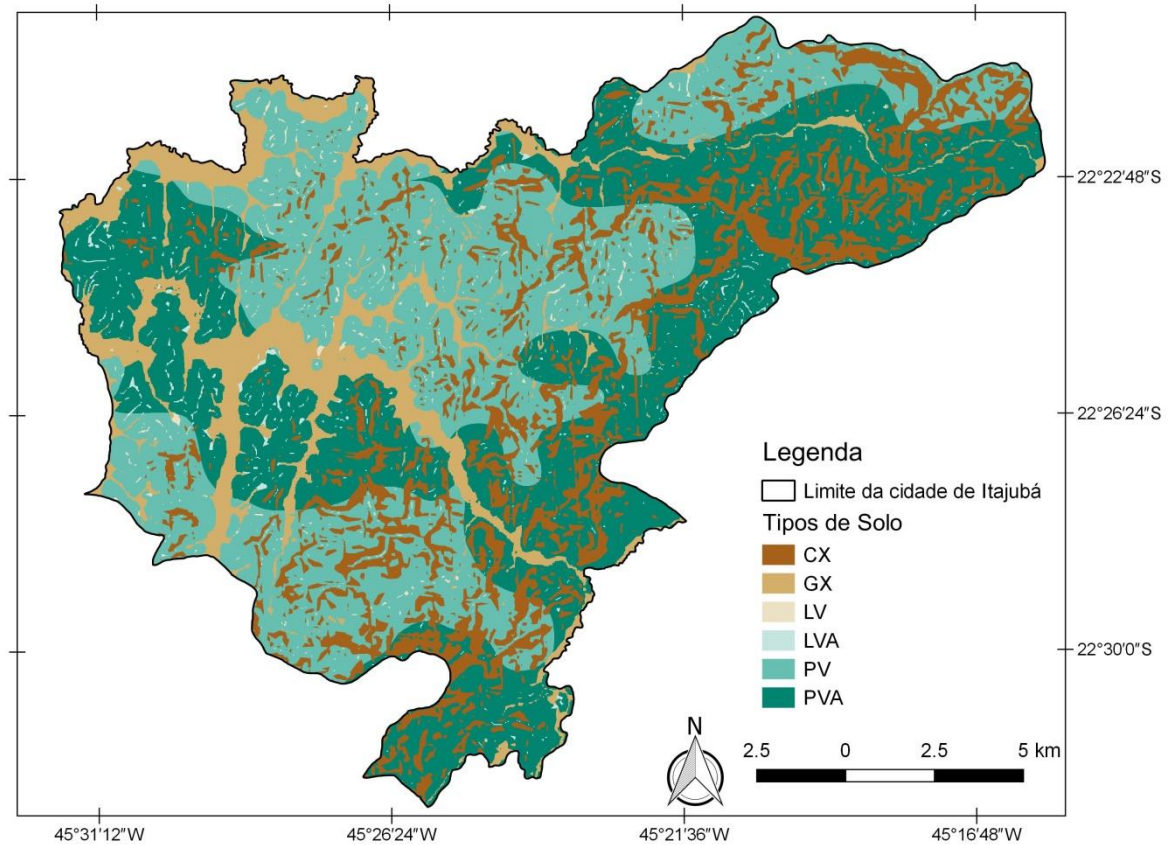 22°22'48"S
22°26'24"S
Legenda
Limite da cidade de Itajubá
Tipos de Solo
CX
GX
LV
LVA
PV
PVA
22°30'0"S
N
2.5 0 2.5 5 km
45°31'12"W 45°26'24"W 45°21'36"W 45°16'48"W